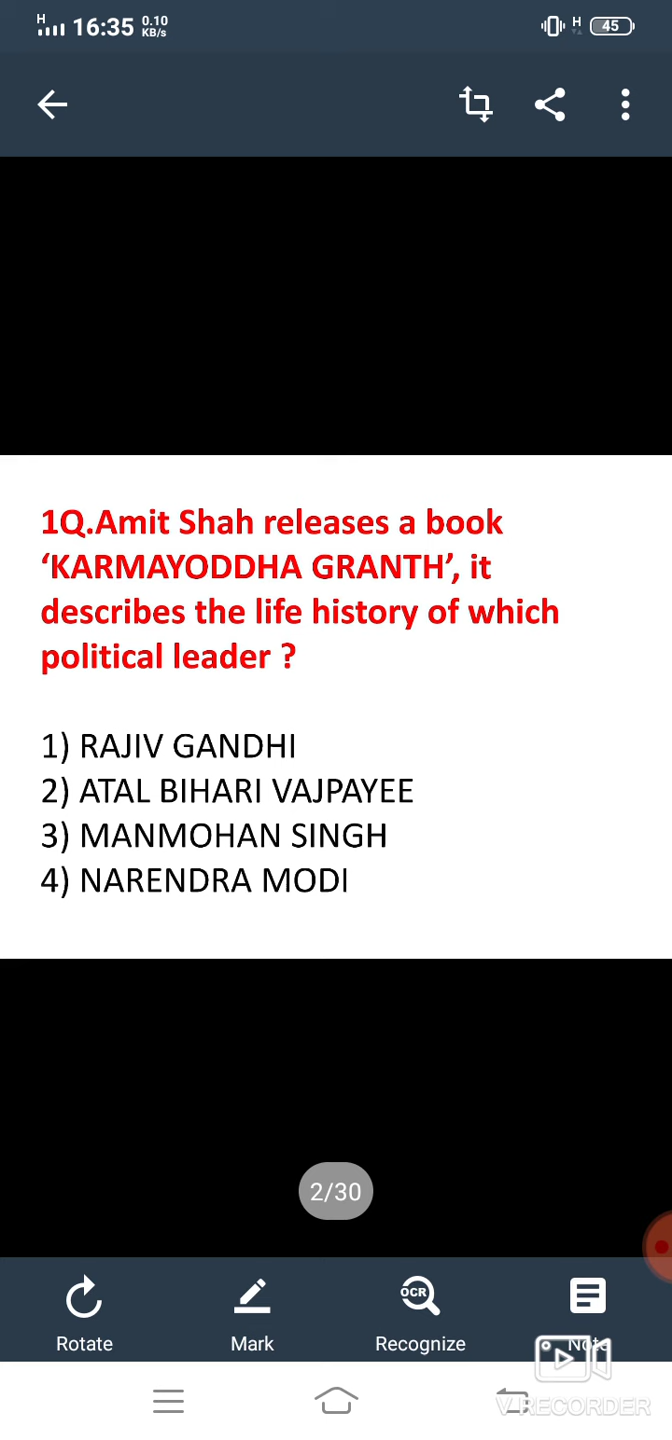 H 16:35 0.10 KB/s H 45
1Q.Amit Shah releases a book
‘KARMAYODDHA GRANTH’, it
describes the life history of which
political leader ?
1) RAJIV GANDHI
2) ATAL BIHARI VAJPAYEE
3) MANMOHAN SINGH
4) NARENDRA MODI
2/30
OCR
Rotate Mark Recognize Note
V RECORDER